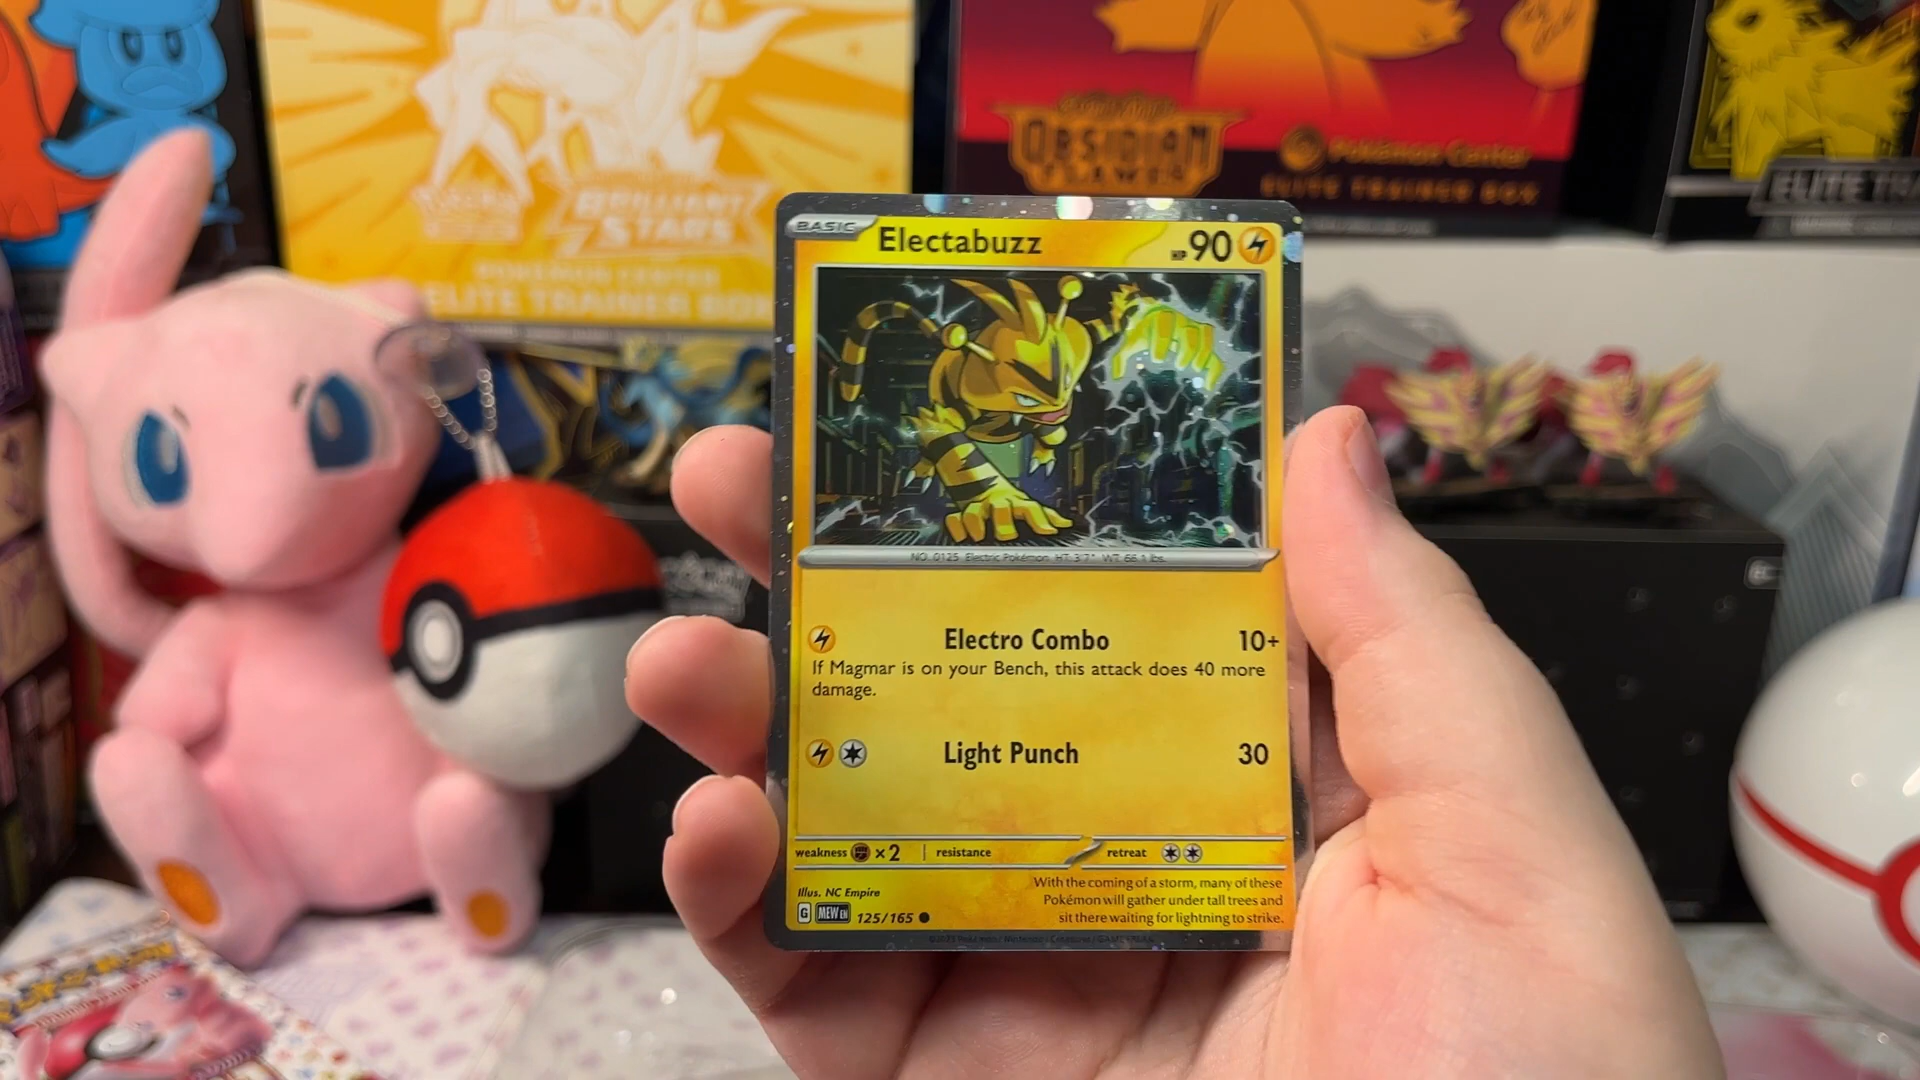 BRILLIANT
STARS
POKÉMON CENTER
ELITE TRAINER BOX
OBSIDIAN
FLAMES
Pokémon Center
ELITE TRAINER BOX
ELITE TRA
BASIC
Electabuzz
HP 90
NO. 0125 Electric Pokémon HT: 3'7" WT: 66.1 lbs.
Electro Combo 10+
If Magmar is on your Bench, this attack does 40 more
damage.
Light Punch 30
weakness ×2 resistance retreat
Illus. NC Empire
G MEW EN 125/165
With the coming of a storm, many of these
Pokémon will gather under tall trees and
sit there waiting for lightning to strike.